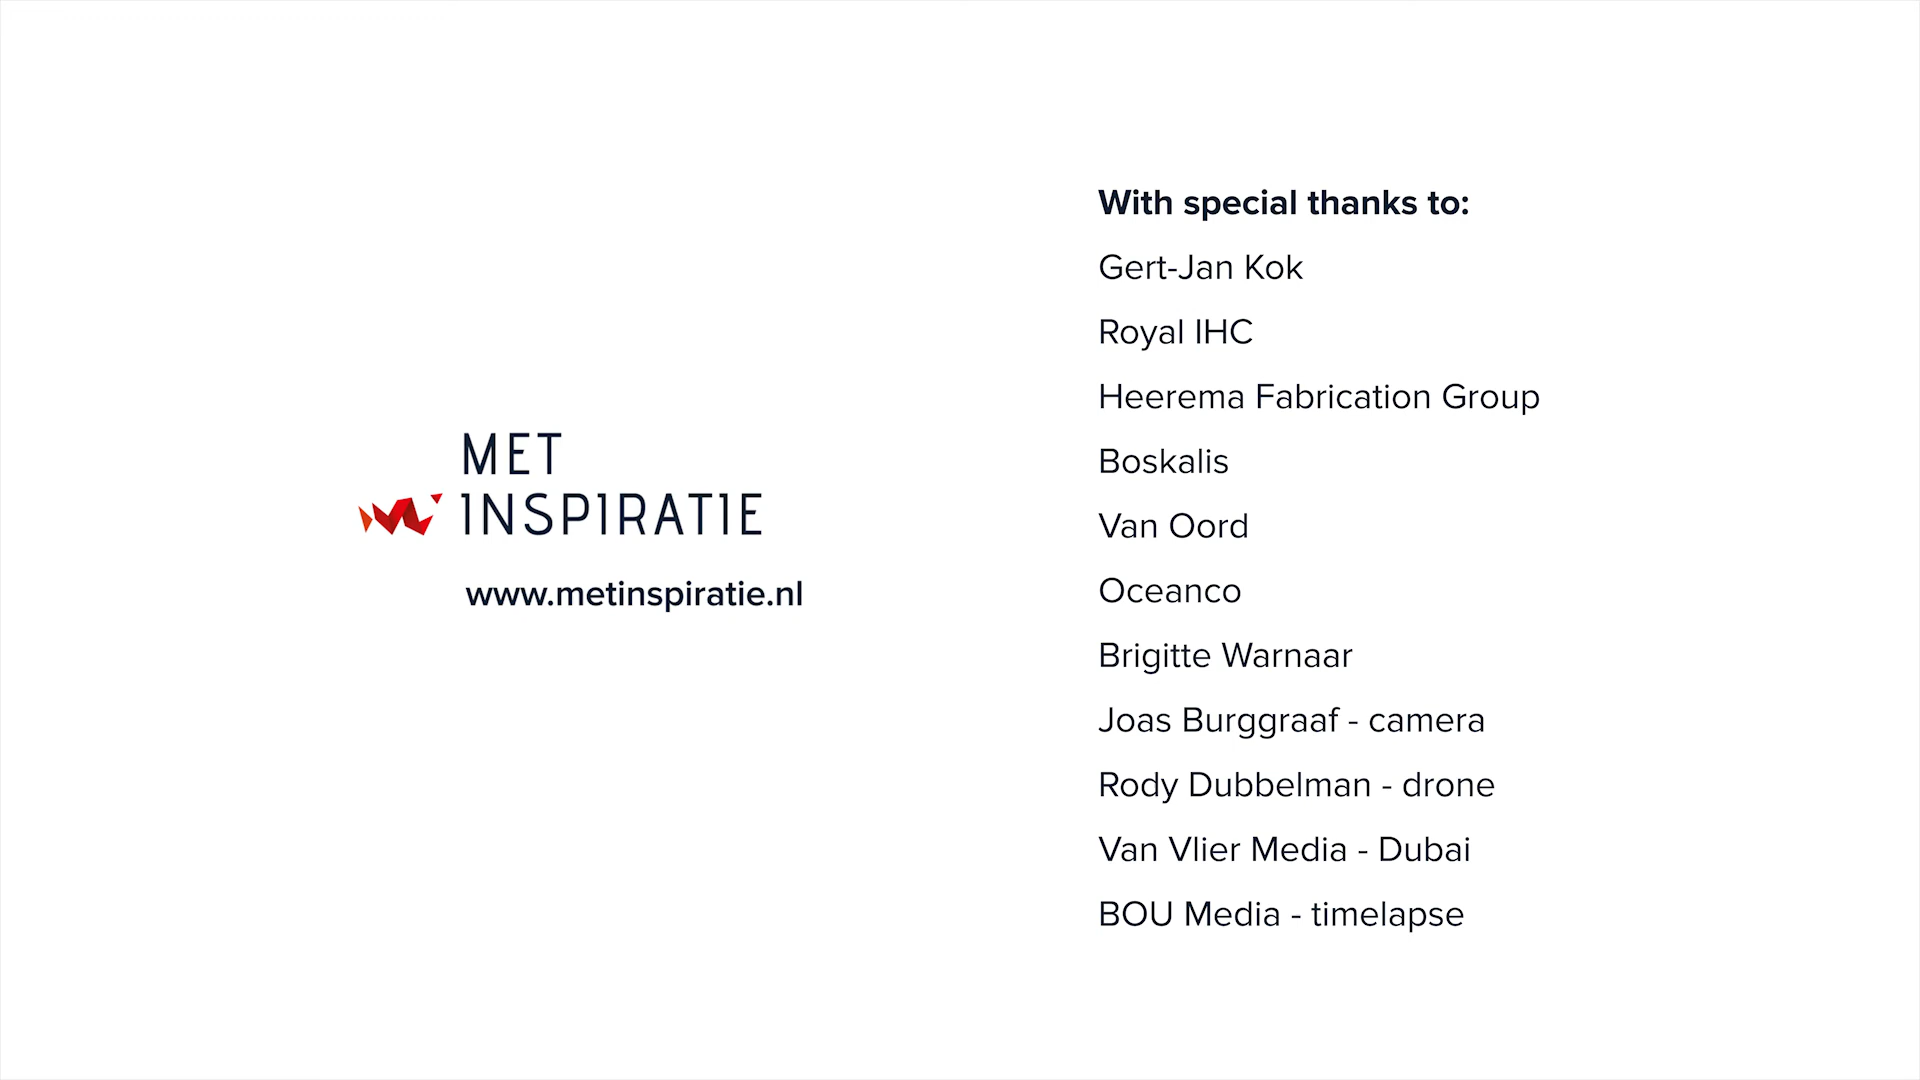 MET
INSPIRATIE
www.metinspiratie.nl
With special thanks to:
Gert-Jan Kok
Royal IHC
Heerema Fabrication Group
Boskalis
Van Oord
Oceanco
Brigitte Warnaar
Joas Burggraaf - camera
Rody Dubbelman - drone
Van Vlier Media - Dubai
BOU Media - timelapse